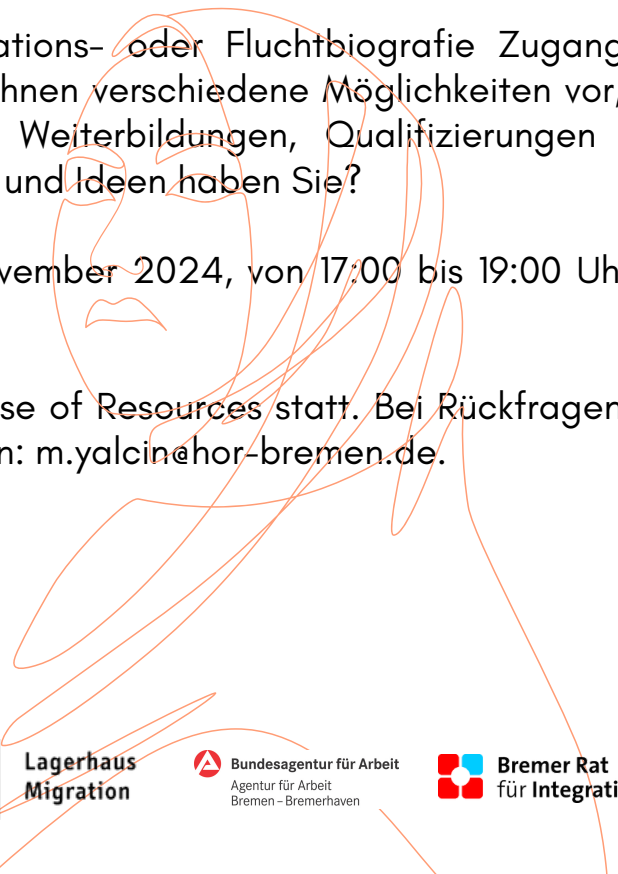 ations- oder Fluchtbiografie Zugang
hnen verschiedene Möglichkeiten vor,
Weiterbildungen, Qualifizierungen
und Ideen haben Sie?
vember 2024, von 17:00 bis 19:00 Uh
se of Resources statt. Bei Rückfragen
n: m.yalcin@hor-bremen.de.
Lagerhaus
Migration
Bundesagentur für Arbeit
Agentur für Arbeit
Bremen – Bremerhaven
Bremer Rat
für Integrati